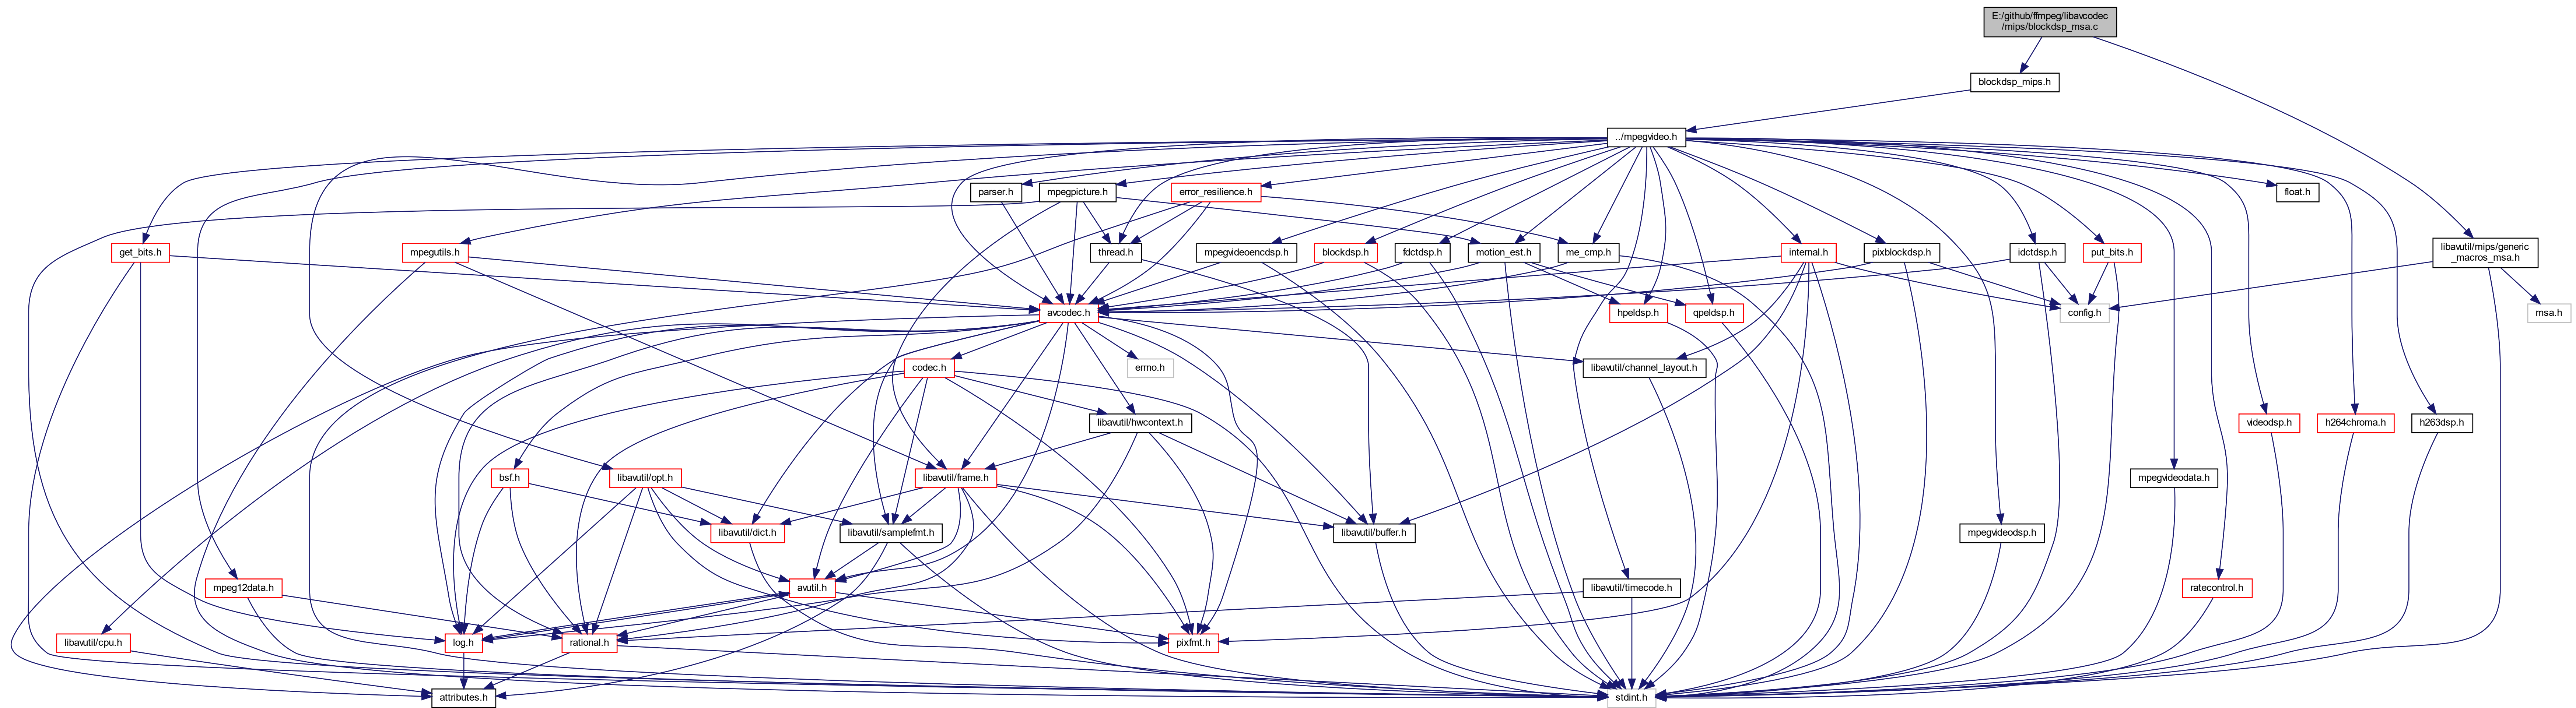 E:/github/ffmpeg/libavcodec
/mips/blockdsp_msa.c
blockdsp_mips.h
../mpegvideo.h
parser.h
mpegpicture.h
error_resilience.h
float.h
get_bits.h
mpegutils.h
thread.h
mpegvideoencdsp.h
blockdsp.h
fdctdsp.h
motion_est.h
me_cmp.h
internal.h
pixblockdsp.h
idctdsp.h
put_bits.h
libavutil/mips/generic
_macros_msa.h
avcodec.h
hpeldsp.h
qpeldsp.h
config.h
msa.h
codec.h
errno.h
libavutil/channel_layout.h
libavutil/hwcontext.h
videodsp.h
h264chroma.h
h263dsp.h
bsf.h
libavutil/opt.h
libavutil/frame.h
mpegvideodata.h
libavutil/dict.h
libavutil/samplefmt.h
libavutil/buffer.h
mpegvideodsp.h
mpeg12data.h
avutil.h
libavutil/timecode.h
ratecontrol.h
libavutil/cpu.h
log.h
rational.h
pixfmt.h
attributes.h
stdint.h